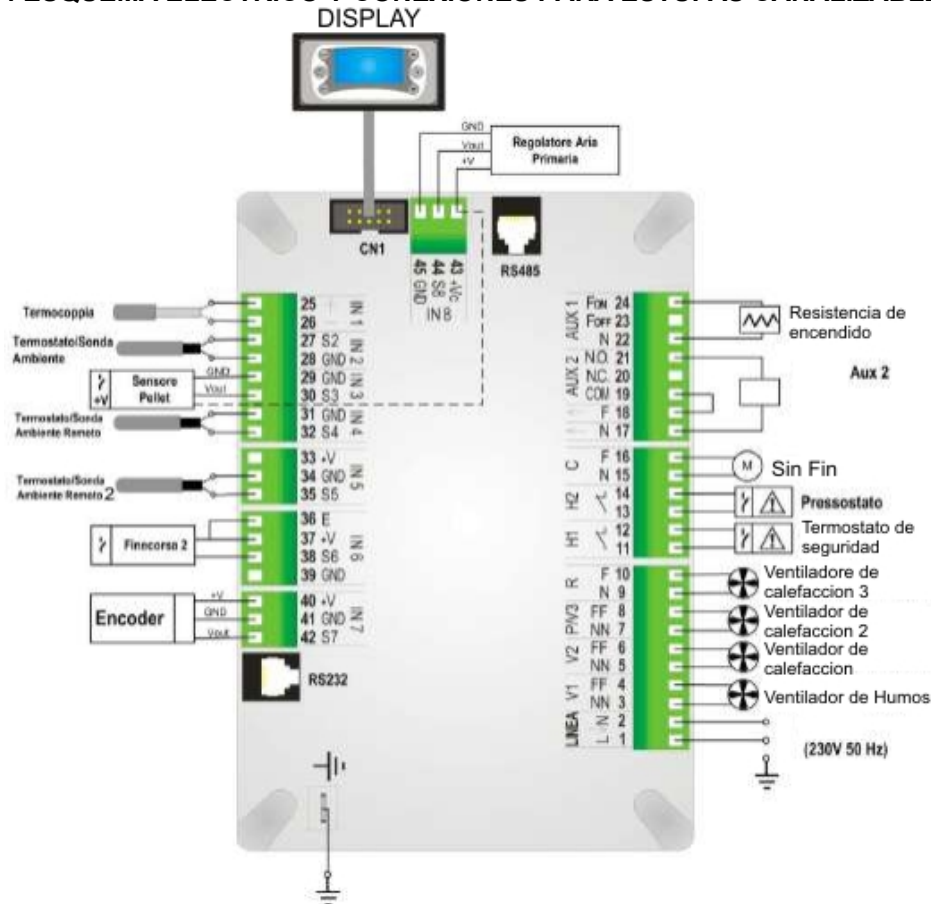 DISPLAY
GND
Vout
+V
Regolatore Aria
Primaria
CN1
45 GND
44 S8
43 +Vc
IN 8
RS485
Termocoppia
25 +
26 -
IN 1
Termostato/Sonda
Ambiente
27 S2
28 GND
IN 2
+V
Sensore
Pellet
GND
Vout
29 GND
30 S3
IN 3
Termostato/Sonda
Ambiente Remoto
31 GND
32 S4
IN 4
Termostato/Sonda
Ambiente Remoto 2
33 +V
34 GND
35 S5
IN 5
Finecorsa 2
36 E
37 +V
38 S6
39 GND
IN 6
Encoder
+V
GND
Vout
40 +V
41 GND
42 S7
IN 7
RS232
AUX 1
FON 24
FOFF 23
N 22
Resistencia de
encendido
AUX 2
N.O. 21
N.C. 20
COM 19
F 18
N 17
Aux 2
C
F 16
N 15
M
Sin Fin
H2
14
13
Pressostato
H1
12
11
Termostato de
seguridad
R
F 10
N 9
Ventiladore de
calefaccion 3
P/V3
FF 8
NN 7
Ventilador de
calefaccion 2
V2
FF 6
NN 5
Ventilador de
calefaccion
V1
FF 4
NN 3
Ventilador de Humos
LINEA
N 2
L 1
(230V 50 Hz)